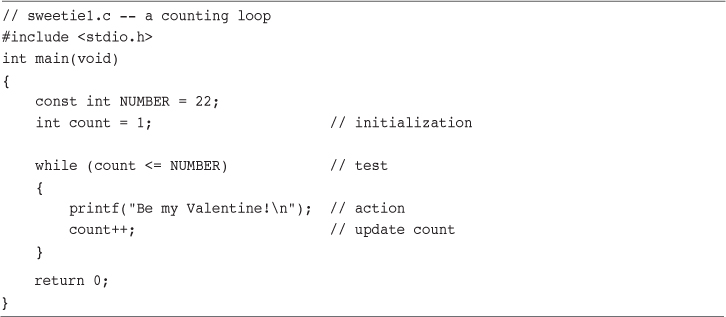 // sweetie1.c -- a counting loop
#include <stdio.h>
int main(void)
{
    const int NUMBER = 22;
    int count = 1;                     // initialization

    while (count <= NUMBER)            // test
    {
        printf("Be my Valentine!\n");  // action
        count++;                       // update count
    }
    return 0;
}